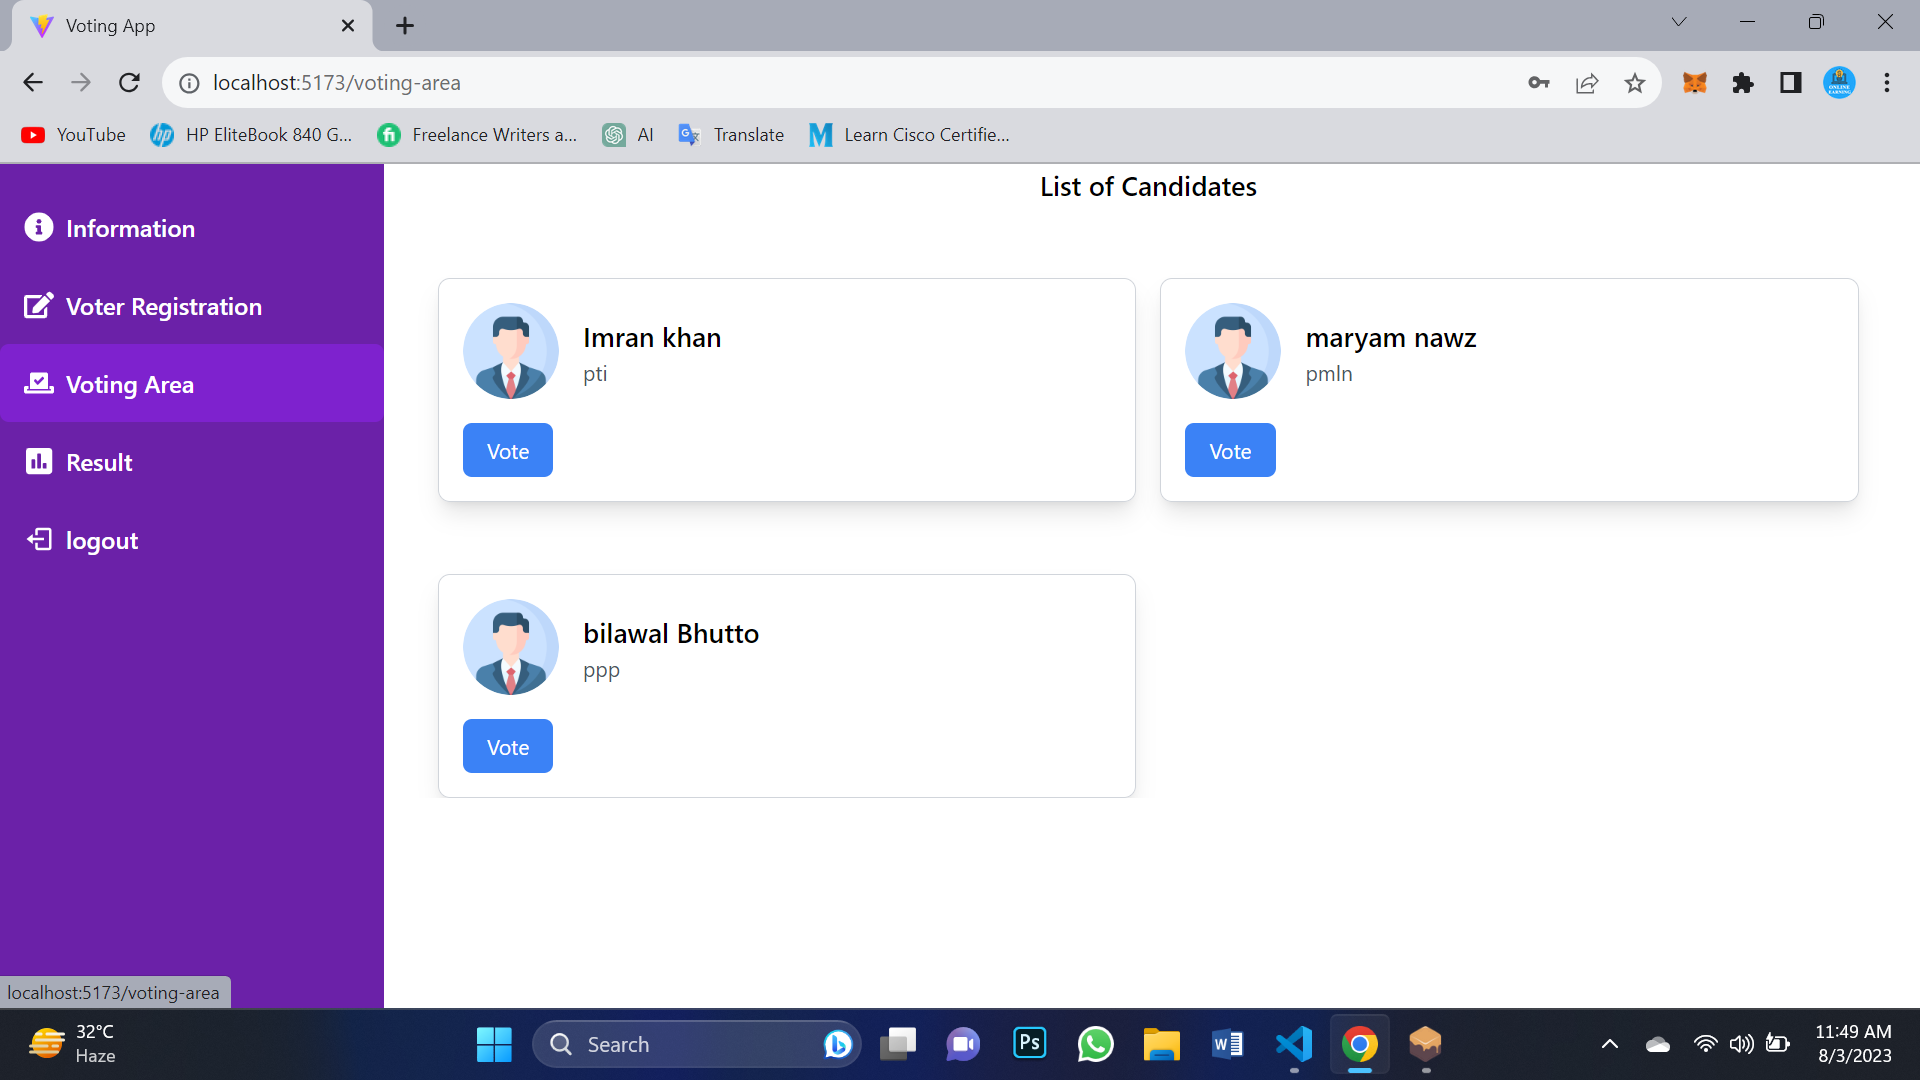 Voting App
localhost:5173/voting-area
YouTube
HP EliteBook 840 G...
Freelance Writers a...
AI
Translate
Learn Cisco Certifie...
Information
Voter Registration
Voting Area
Result
logout
List of Candidates
Imran khan
pti
Vote
maryam nawz
pmln
Vote
bilawal Bhutto
ppp
Vote
localhost:5173/voting-area
32°C
Haze
Search
Ps
11:49 AM
8/3/2023